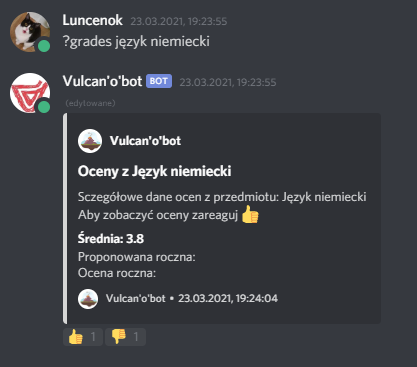 Luncenok 23.03.2021, 19:23:55
?grades język niemiecki
Vulcan'o'bot BOT 23.03.2021, 19:23:55
(edytowane)
Vulcan'o'bot
Oceny z Język niemiecki
Sczegółowe dane ocen z przedmiotu: Język niemiecki
Aby zobaczyć oceny zareaguj 👍
Średnia: 3.8
Proponowana roczna:
Ocena roczna:
Vulcan'o'bot • 23.03.2021, 19:24:04
👍 1 👎 1